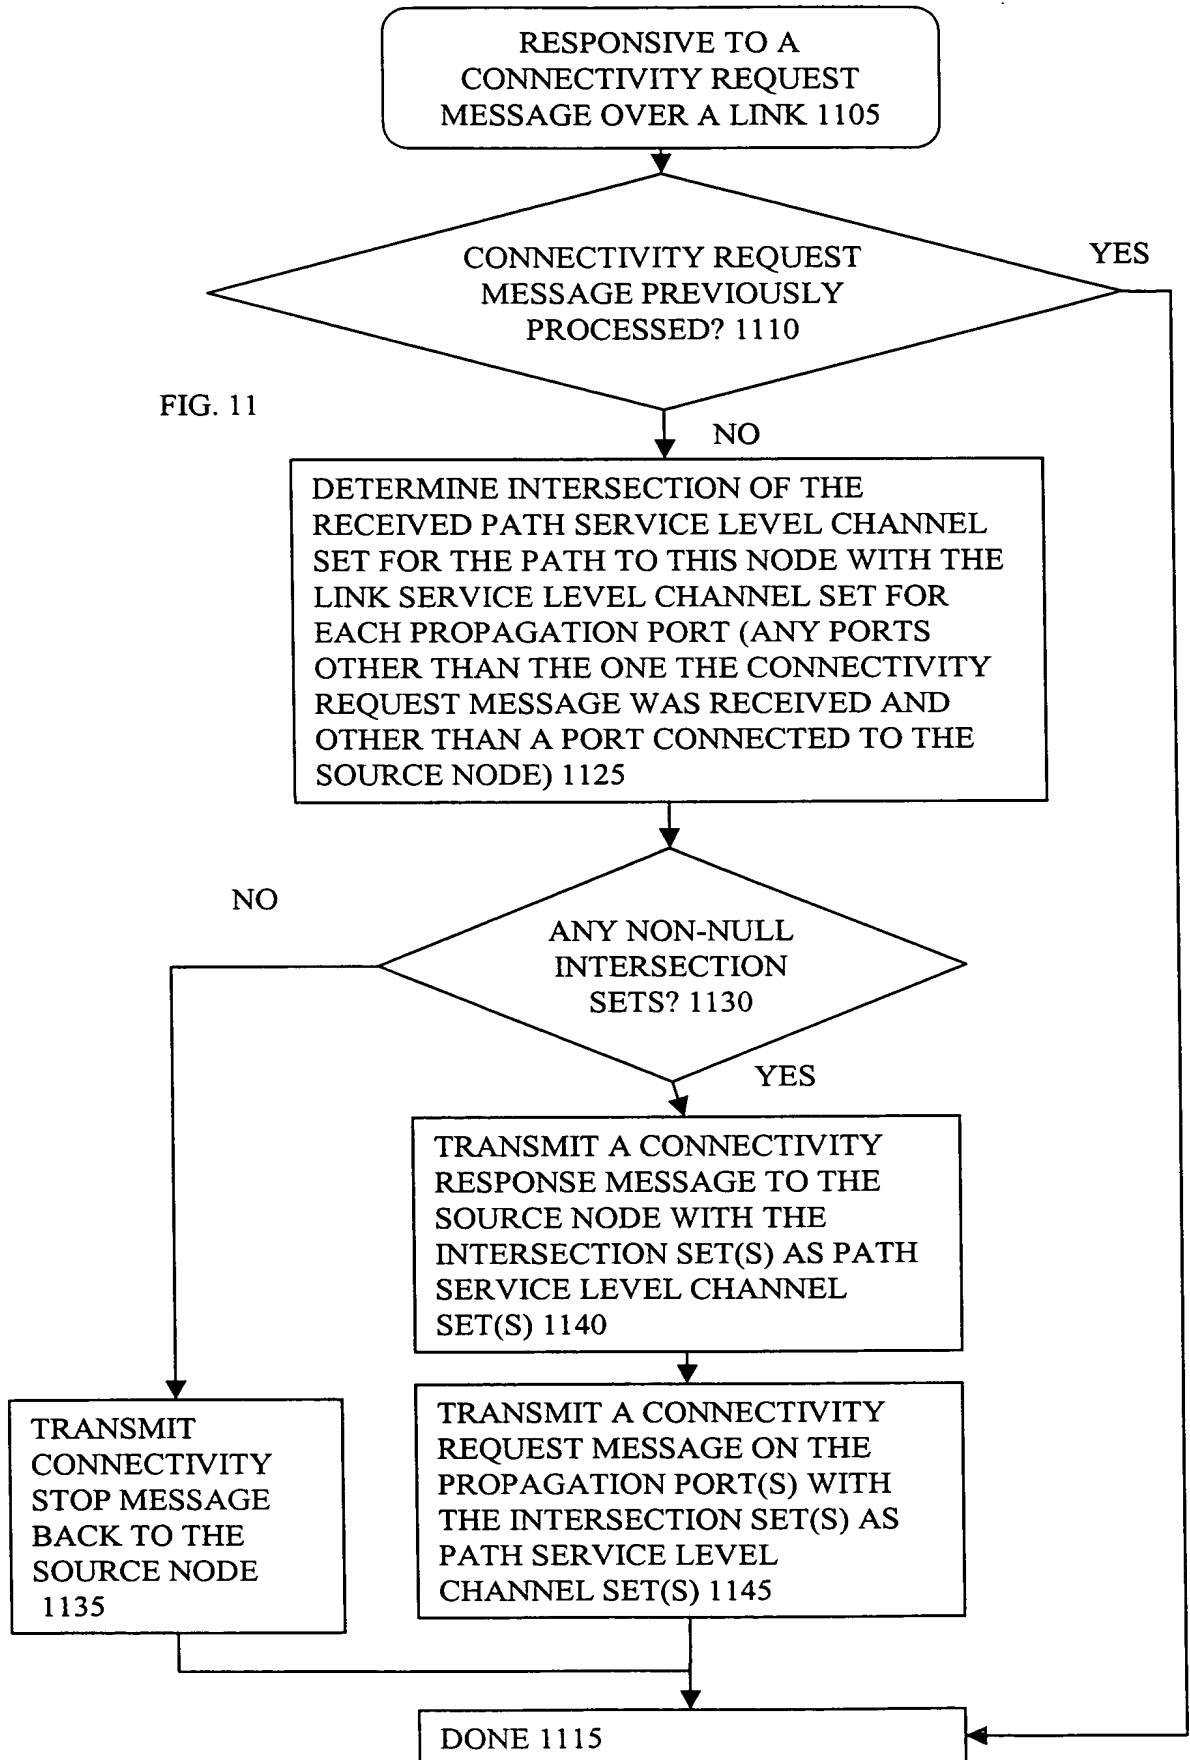 RESPONSIVE TO A
CONNECTIVITY REQUEST
MESSAGE OVER A LINK 1105
CONNECTIVITY REQUEST
MESSAGE PREVIOUSLY
PROCESSED? 1110
YES
FIG. 11
NO
DETERMINE INTERSECTION OF THE
RECEIVED PATH SERVICE LEVEL CHANNEL
SET FOR THE PATH TO THIS NODE WITH THE
LINK SERVICE LEVEL CHANNEL SET FOR
EACH PROPAGATION PORT (ANY PORTS
OTHER THAN THE ONE THE CONNECTIVITY
REQUEST MESSAGE WAS RECEIVED AND
OTHER THAN A PORT CONNECTED TO THE
SOURCE NODE) 1125
NO
ANY NON-NULL
INTERSECTION
SETS? 1130
YES
TRANSMIT A CONNECTIVITY
RESPONSE MESSAGE TO THE
SOURCE NODE WITH THE
INTERSECTION SET(S) AS PATH
SERVICE LEVEL CHANNEL
SET(S) 1140
TRANSMIT
CONNECTIVITY
STOP MESSAGE
BACK TO THE
SOURCE NODE
1135
TRANSMIT A CONNECTIVITY
REQUEST MESSAGE ON THE
PROPAGATION PORT(S) WITH
THE INTERSECTION SET(S) AS
PATH SERVICE LEVEL
CHANNEL SET(S) 1145
DONE 1115